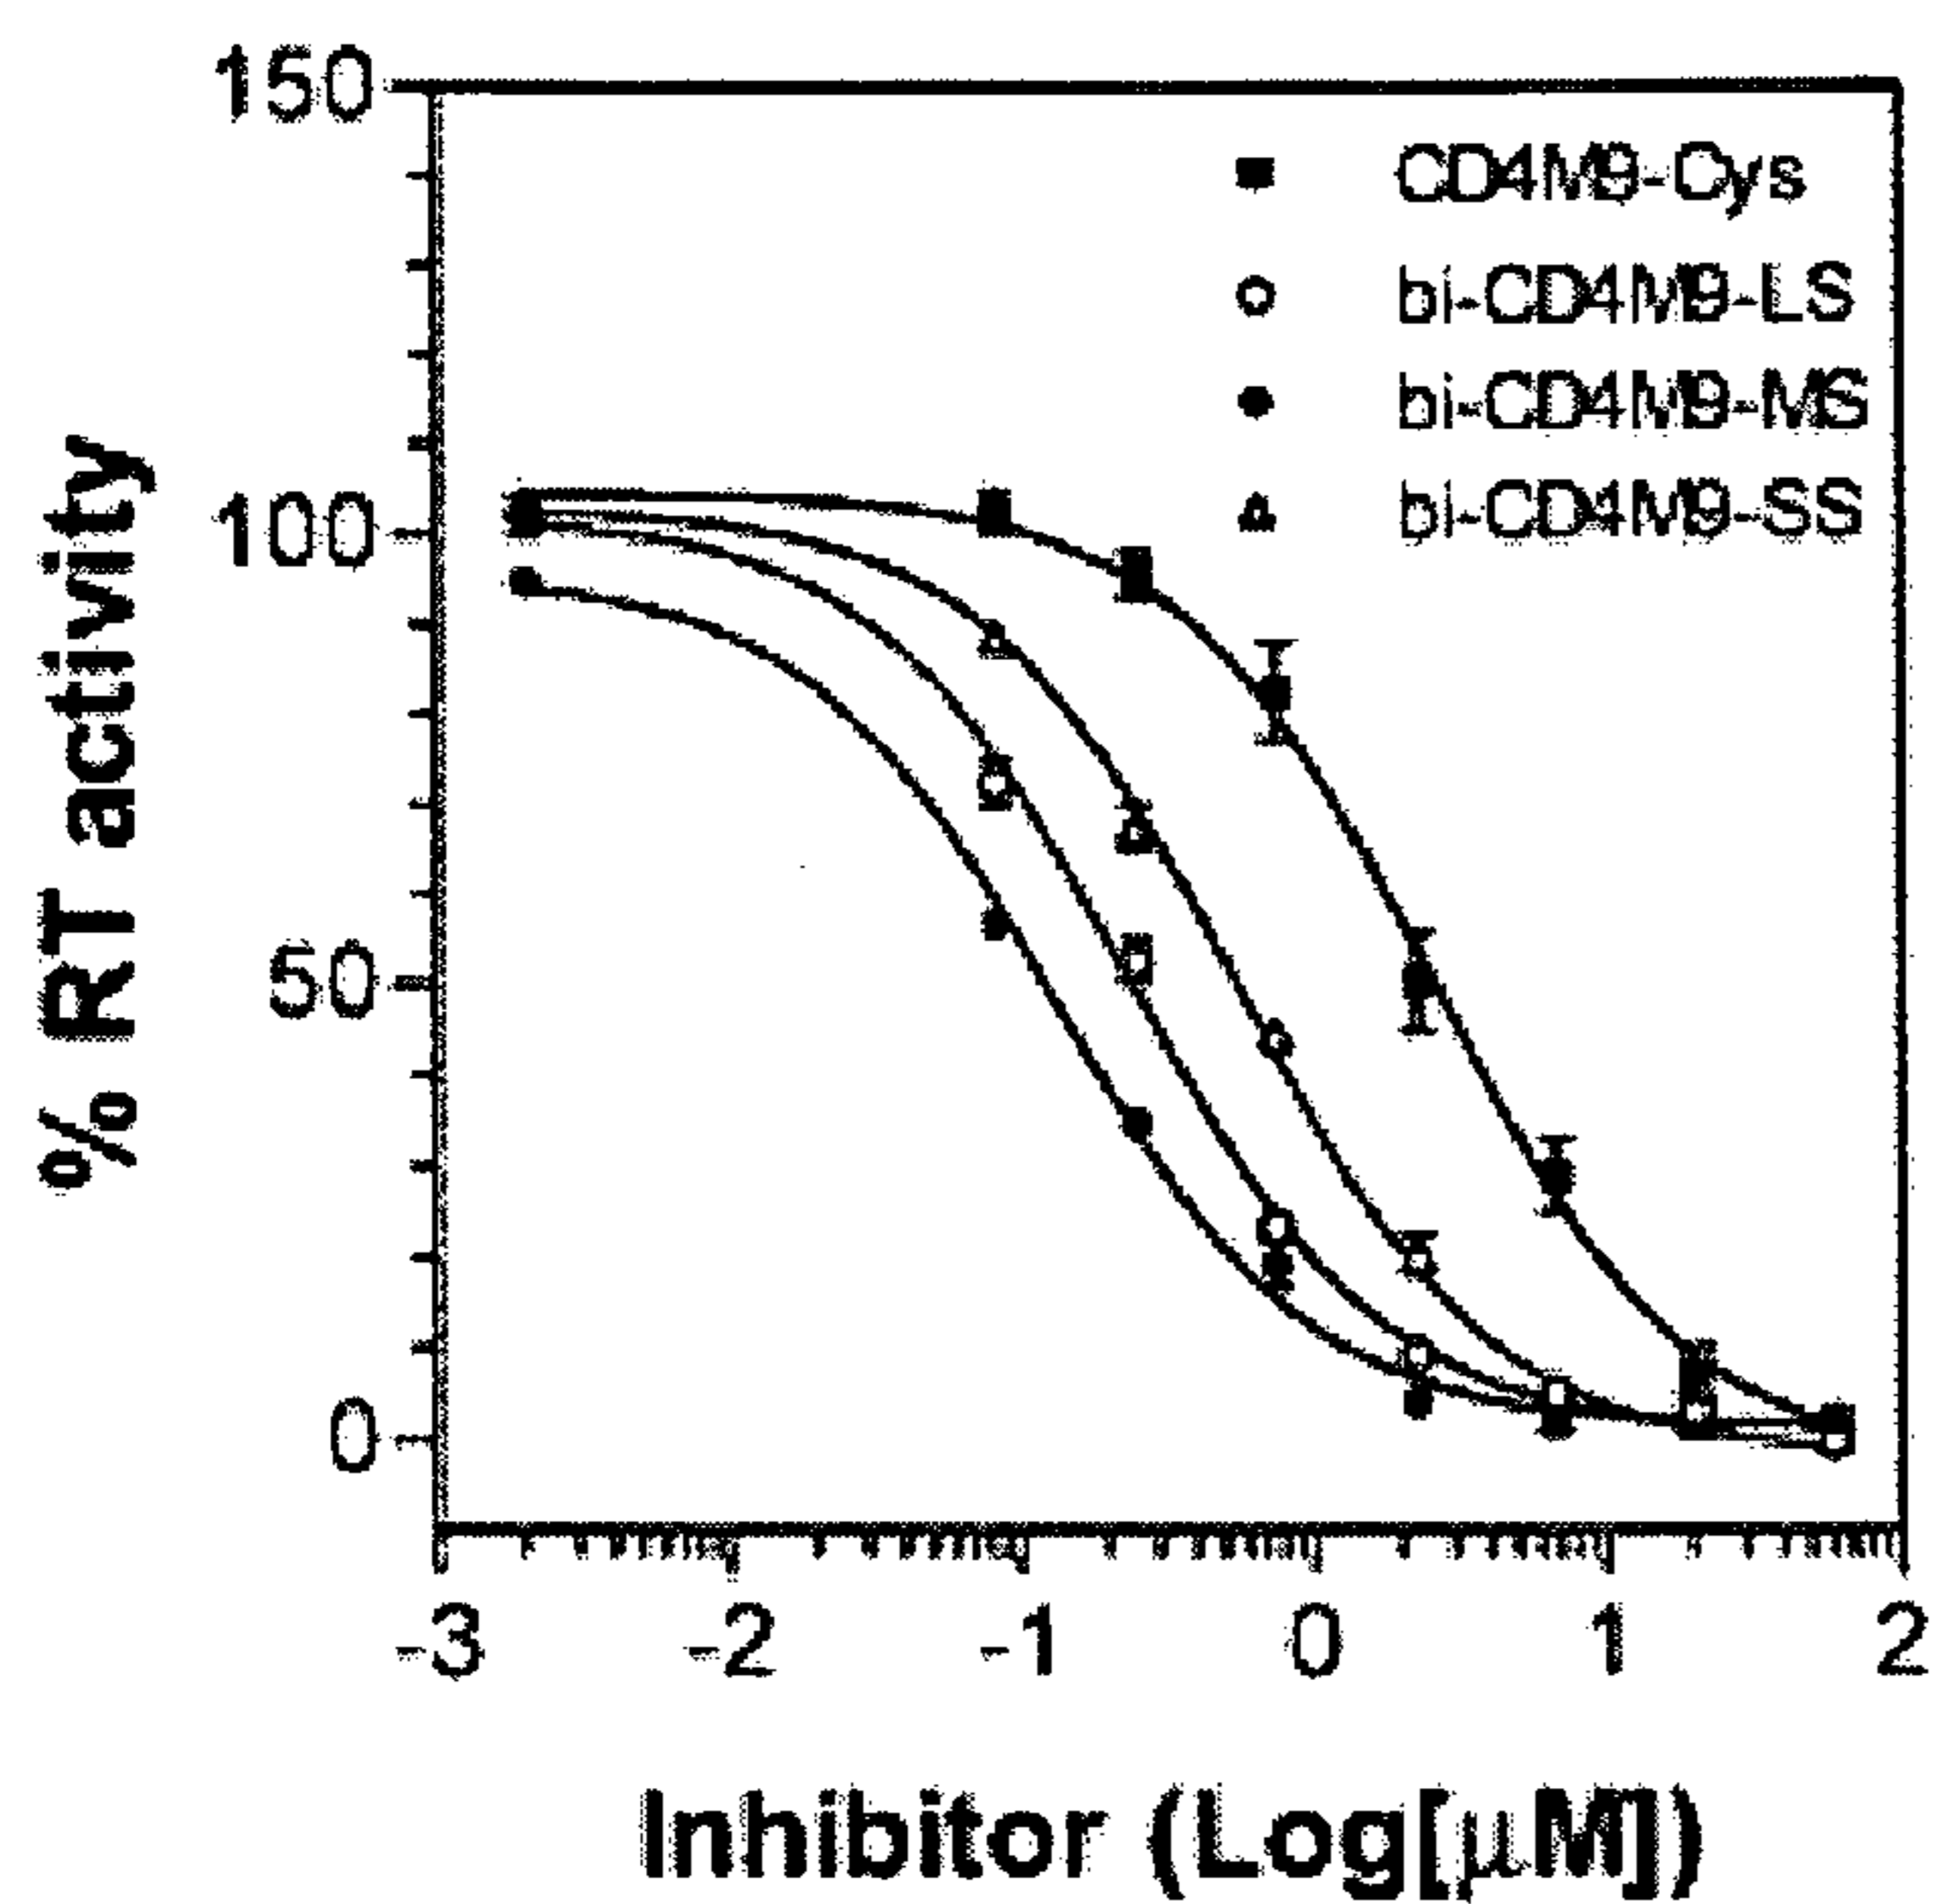 150
100
50
0
% RT activity
CD4M9-Cys
bi-CD4M9-LS
bi-CD4M9-MS
bi-CD4M9-SS
-3 -2 -1 0 1 2
Inhibitor (Log[μM])